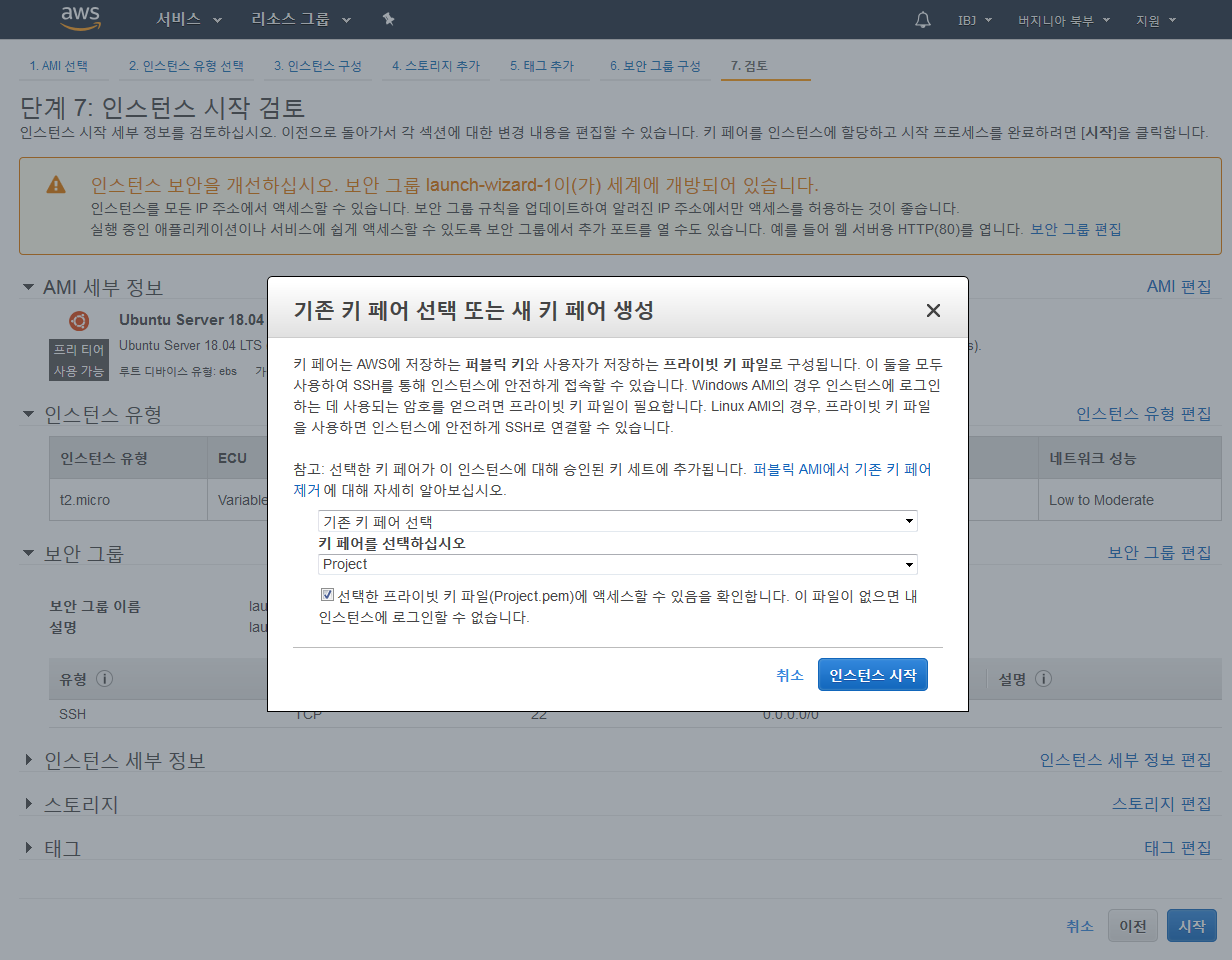 aws 서비스 리소스 그룹 IBJ 버지니아 북부 지원
1. AMI 선택 2. 인스턴스 유형 선택 3. 인스턴스 구성 4. 스토리지 추가 5. 태그 추가 6. 보안 그룹 구성 7. 검토
단계 7: 인스턴스 시작 검토
인스턴스 시작 세부 정보를 검토하십시오. 이전으로 돌아가서 각 섹션에 대한 변경 내용을 편집할 수 있습니다. 키 페어를 인스턴스에 할당하고 시작 프로세스를 완료하려면 [시작]을 클릭합니다.
인스턴스 보안을 개선하십시오. 보안 그룹 launch-wizard-1이(가) 세계에 개방되어 있습니다.
인스턴스를 모든 IP 주소에서 액세스할 수 있습니다. 보안 그룹 규칙을 업데이트하여 알려진 IP 주소에서만 액세스를 허용하는 것이 좋습니다.
실행 중인 애플리케이션이나 서비스에 쉽게 액세스할 수 있도록 보안 그룹에서 추가 포트를 열 수도 있습니다. 예를 들어 웹 서버용 HTTP(80)를 엽니다. 보안 그룹 편집
AMI 세부 정보 AMI 편집
Ubuntu Server 18.04
프리 티어
사용 가능
Ubuntu Server 18.04 LTS s).
루트 디바이스 유형: ebs 가
인스턴스 유형 인스턴스 유형 편집
인스턴스 유형 ECU 네트워크 성능
t2.micro Variable Low to Moderate
보안 그룹 보안 그룹 편집
보안 그룹 이름 lau
설명 lau
유형 설명
SSH TCP 22 0.0.0.0/0
기존 키 페어 선택 또는 새 키 페어 생성
키 페어는 AWS에 저장하는 퍼블릭 키와 사용자가 저장하는 프라이빗 키 파일로 구성됩니다. 이 둘을 모두
사용하여 SSH를 통해 인스턴스에 안전하게 접속할 수 있습니다. Windows AMI의 경우 인스턴스에 로그인
하는 데 사용되는 암호를 얻으려면 프라이빗 키 파일이 필요합니다. Linux AMI의 경우, 프라이빗 키 파일
을 사용하면 인스턴스에 안전하게 SSH로 연결할 수 있습니다.
참고: 선택한 키 페어가 이 인스턴스에 대해 승인된 키 세트에 추가됩니다. 퍼블릭 AMI에서 기존 키 페어
제거에 대해 자세히 알아보십시오.
기존 키 페어 선택
키 페어를 선택하십시오
Project
선택한 프라이빗 키 파일(Project.pem)에 액세스할 수 있음을 확인합니다. 이 파일이 없으면 내
인스턴스에 로그인할 수 없습니다.
취소 인스턴스 시작
인스턴스 세부 정보 인스턴스 세부 정보 편집
스토리지 스토리지 편집
태그 태그 편집
취소 이전 시작